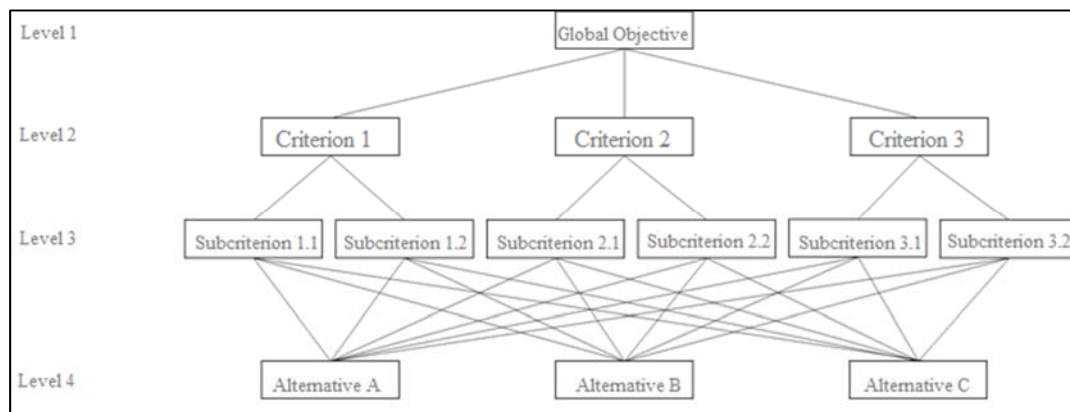 Level 1
Global Objective
Level 2
Criterion 1
Criterion 2
Criterion 3
Level 3
Subcriterion 1.1
Subcriterion 1.2
Subcriterion 2.1
Subcriterion 2.2
Subcriterion 3.1
Subcriterion 3.2
Level 4
Alternative A
Alternative B
Alternative C